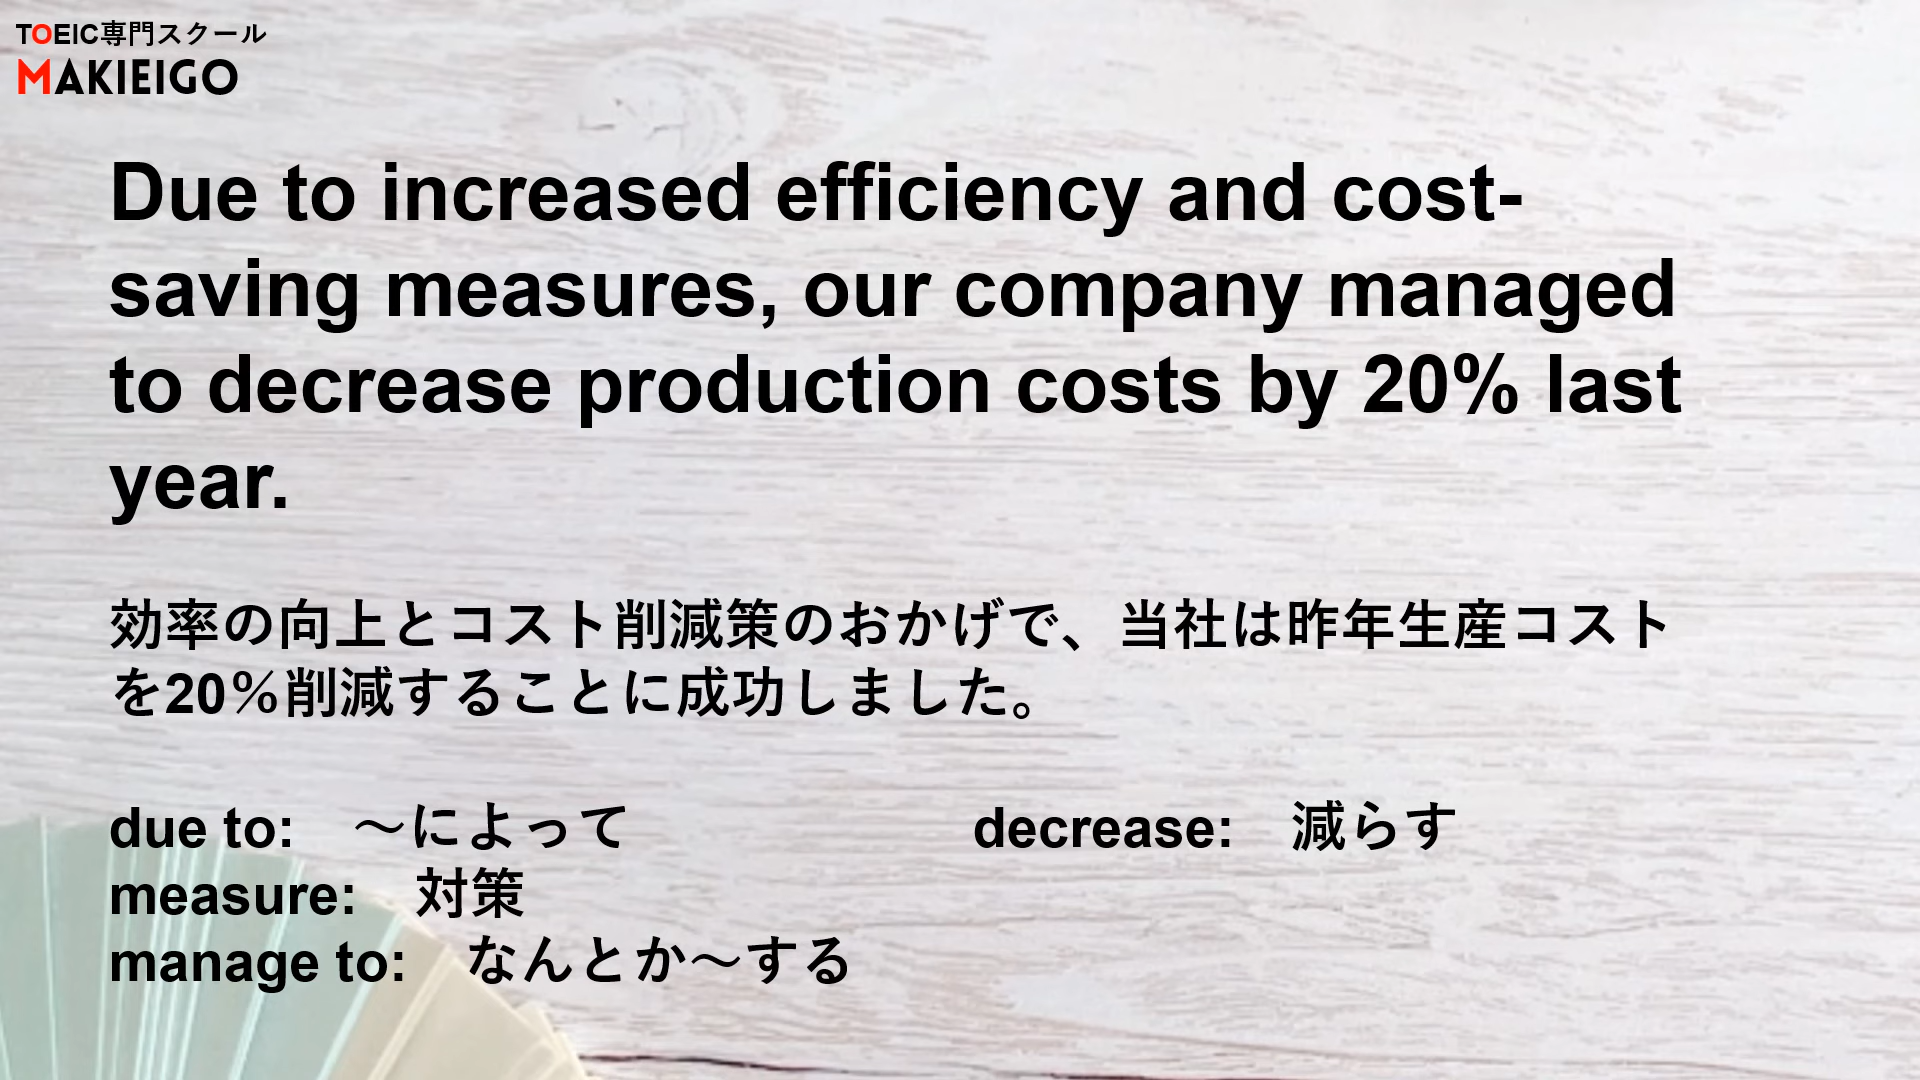 TOEIC専門スクール
MAKIEIGO
Due to increased efficiency and cost-
saving measures, our company managed
to decrease production costs by 20% last
year.
効率の向上とコスト削減策のおかげで、当社は昨年生産コスト
を20％削減することに成功しました。
due to:　～によって
decrease:　減らす
measure:　対策
manage to:　なんとか～する